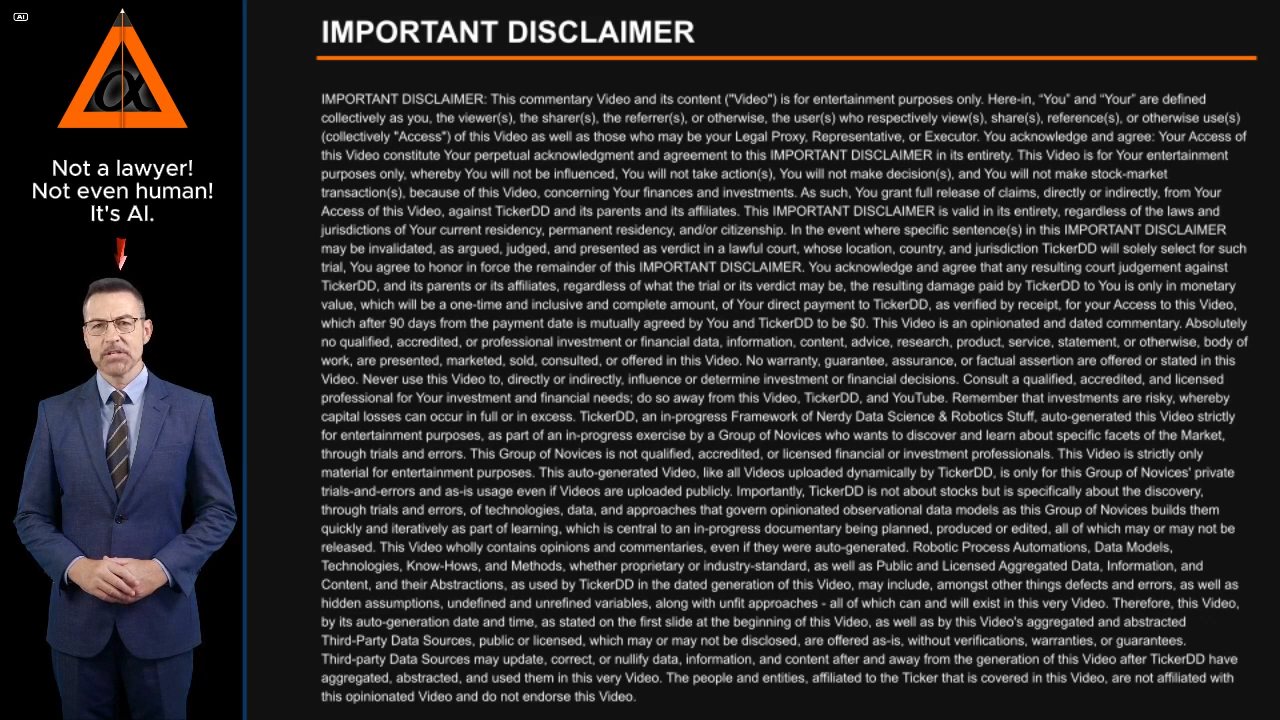 AI
α
Not a lawyer!
Not even human!
It's AI.
IMPORTANT DISCLAIMER
IMPORTANT DISCLAIMER: This commentary Video and its content ("Video") is for entertainment purposes only. Here-in, “You” and “Your” are defined
collectively as you, the viewer(s), the sharer(s), the referrer(s), or otherwise, the user(s) who respectively view(s), share(s), reference(s), or otherwise use(s)
(collectively "Access") of this Video as well as those who may be your Legal Proxy, Representative, or Executor. You acknowledge and agree: Your Access of
this Video constitute Your perpetual acknowledgment and agreement to this IMPORTANT DISCLAIMER in its entirety. This Video is for Your entertainment
purposes only, whereby You will not be influenced, You will not take action(s), You will not make decision(s), and You will not make stock-market
transaction(s), because of this Video, concerning Your finances and investments. As such, You grant full release of claims, directly or indirectly, from Your
Access of this Video, against TickerDD and its parents and its affiliates. This IMPORTANT DISCLAIMER is valid in its entirety, regardless of the laws and
jurisdictions of Your current residency, permanent residency, and/or citizenship. In the event where specific sentence(s) in this IMPORTANT DISCLAIMER
may be invalidated, as argued, judged, and presented as verdict in a lawful court, whose location, country, and jurisdiction TickerDD will solely select for such
trial, You agree to honor in force the remainder of this IMPORTANT DISCLAIMER. You acknowledge and agree that any resulting court judgement against
TickerDD, and its parents or its affiliates, regardless of what the trial or its verdict may be, the resulting damage paid by TickerDD to You is only in monetary
value, which will be a one-time and inclusive and complete amount, of Your direct payment to TickerDD, as verified by receipt, for your Access to this Video,
which after 90 days from the payment date is mutually agreed by You and TickerDD to be $0. This Video is an opinionated and dated commentary. Absolutely
no qualified, accredited, or professional investment or financial data, information, content, advice, research, product, service, statement, or otherwise, body of
work, are presented, marketed, sold, consulted, or offered in this Video. No warranty, guarantee, assurance, or factual assertion are offered or stated in this
Video. Never use this Video to, directly or indirectly, influence or determine investment or financial decisions. Consult a qualified, accredited, and licensed
professional for Your investment and financial needs; do so away from this Video, TickerDD, and YouTube. Remember that investments are risky, whereby
capital losses can occur in full or in excess. TickerDD, an in-progress Framework of Nerdy Data Science & Robotics Stuff, auto-generated this Video strictly
for entertainment purposes, as part of an in-progress exercise by a Group of Novices who wants to discover and learn about specific facets of the Market,
through trials and errors. This Group of Novices is not qualified, accredited, or licensed financial or investment professionals. This Video is strictly only
material for entertainment purposes. This auto-generated Video, like all Videos uploaded dynamically by TickerDD, is only for this Group of Novices' private
trials-and-errors and as-is usage even if Videos are uploaded publicly. Importantly, TickerDD is not about stocks but is specifically about the discovery,
through trials and errors, of technologies, data, and approaches that govern opinionated observational data models as this Group of Novices builds them
quickly and iteratively as part of learning, which is central to an in-progress documentary being planned, produced or edited, all of which may or may not be
released. This Video wholly contains opinions and commentaries, even if they were auto-generated. Robotic Process Automations, Data Models,
Technologies, Know-Hows, and Methods, whether proprietary or industry-standard, as well as Public and Licensed Aggregated Data, Information, and
Content, and their Abstractions, as used by TickerDD in the dated generation of this Video, may include, amongst other things defects and errors, as well as
hidden assumptions, undefined and unrefined variables, along with unfit approaches - all of which can and will exist in this very Video. Therefore, this Video,
by its auto-generation date and time, as stated on the first slide at the beginning of this Video, as well as by this Video's aggregated and abstracted
Third-Party Data Sources, public or licensed, which may or may not be disclosed, are offered as-is, without verifications, warranties, or guarantees.
Third-party Data Sources may update, correct, or nullify data, information, and content after and away from the generation of this Video after TickerDD have
aggregated, abstracted, and used them in this very Video. The people and entities, affiliated to the Ticker that is covered in this Video, are not affiliated with
this opinionated Video and do not endorse this Video.